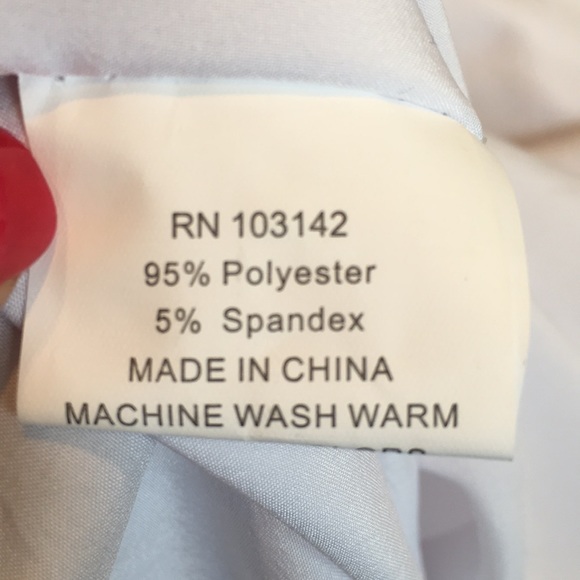 RN 103142
95% Polyester
5% Spandex
MADE IN CHINA
MACHINE WASH WARM